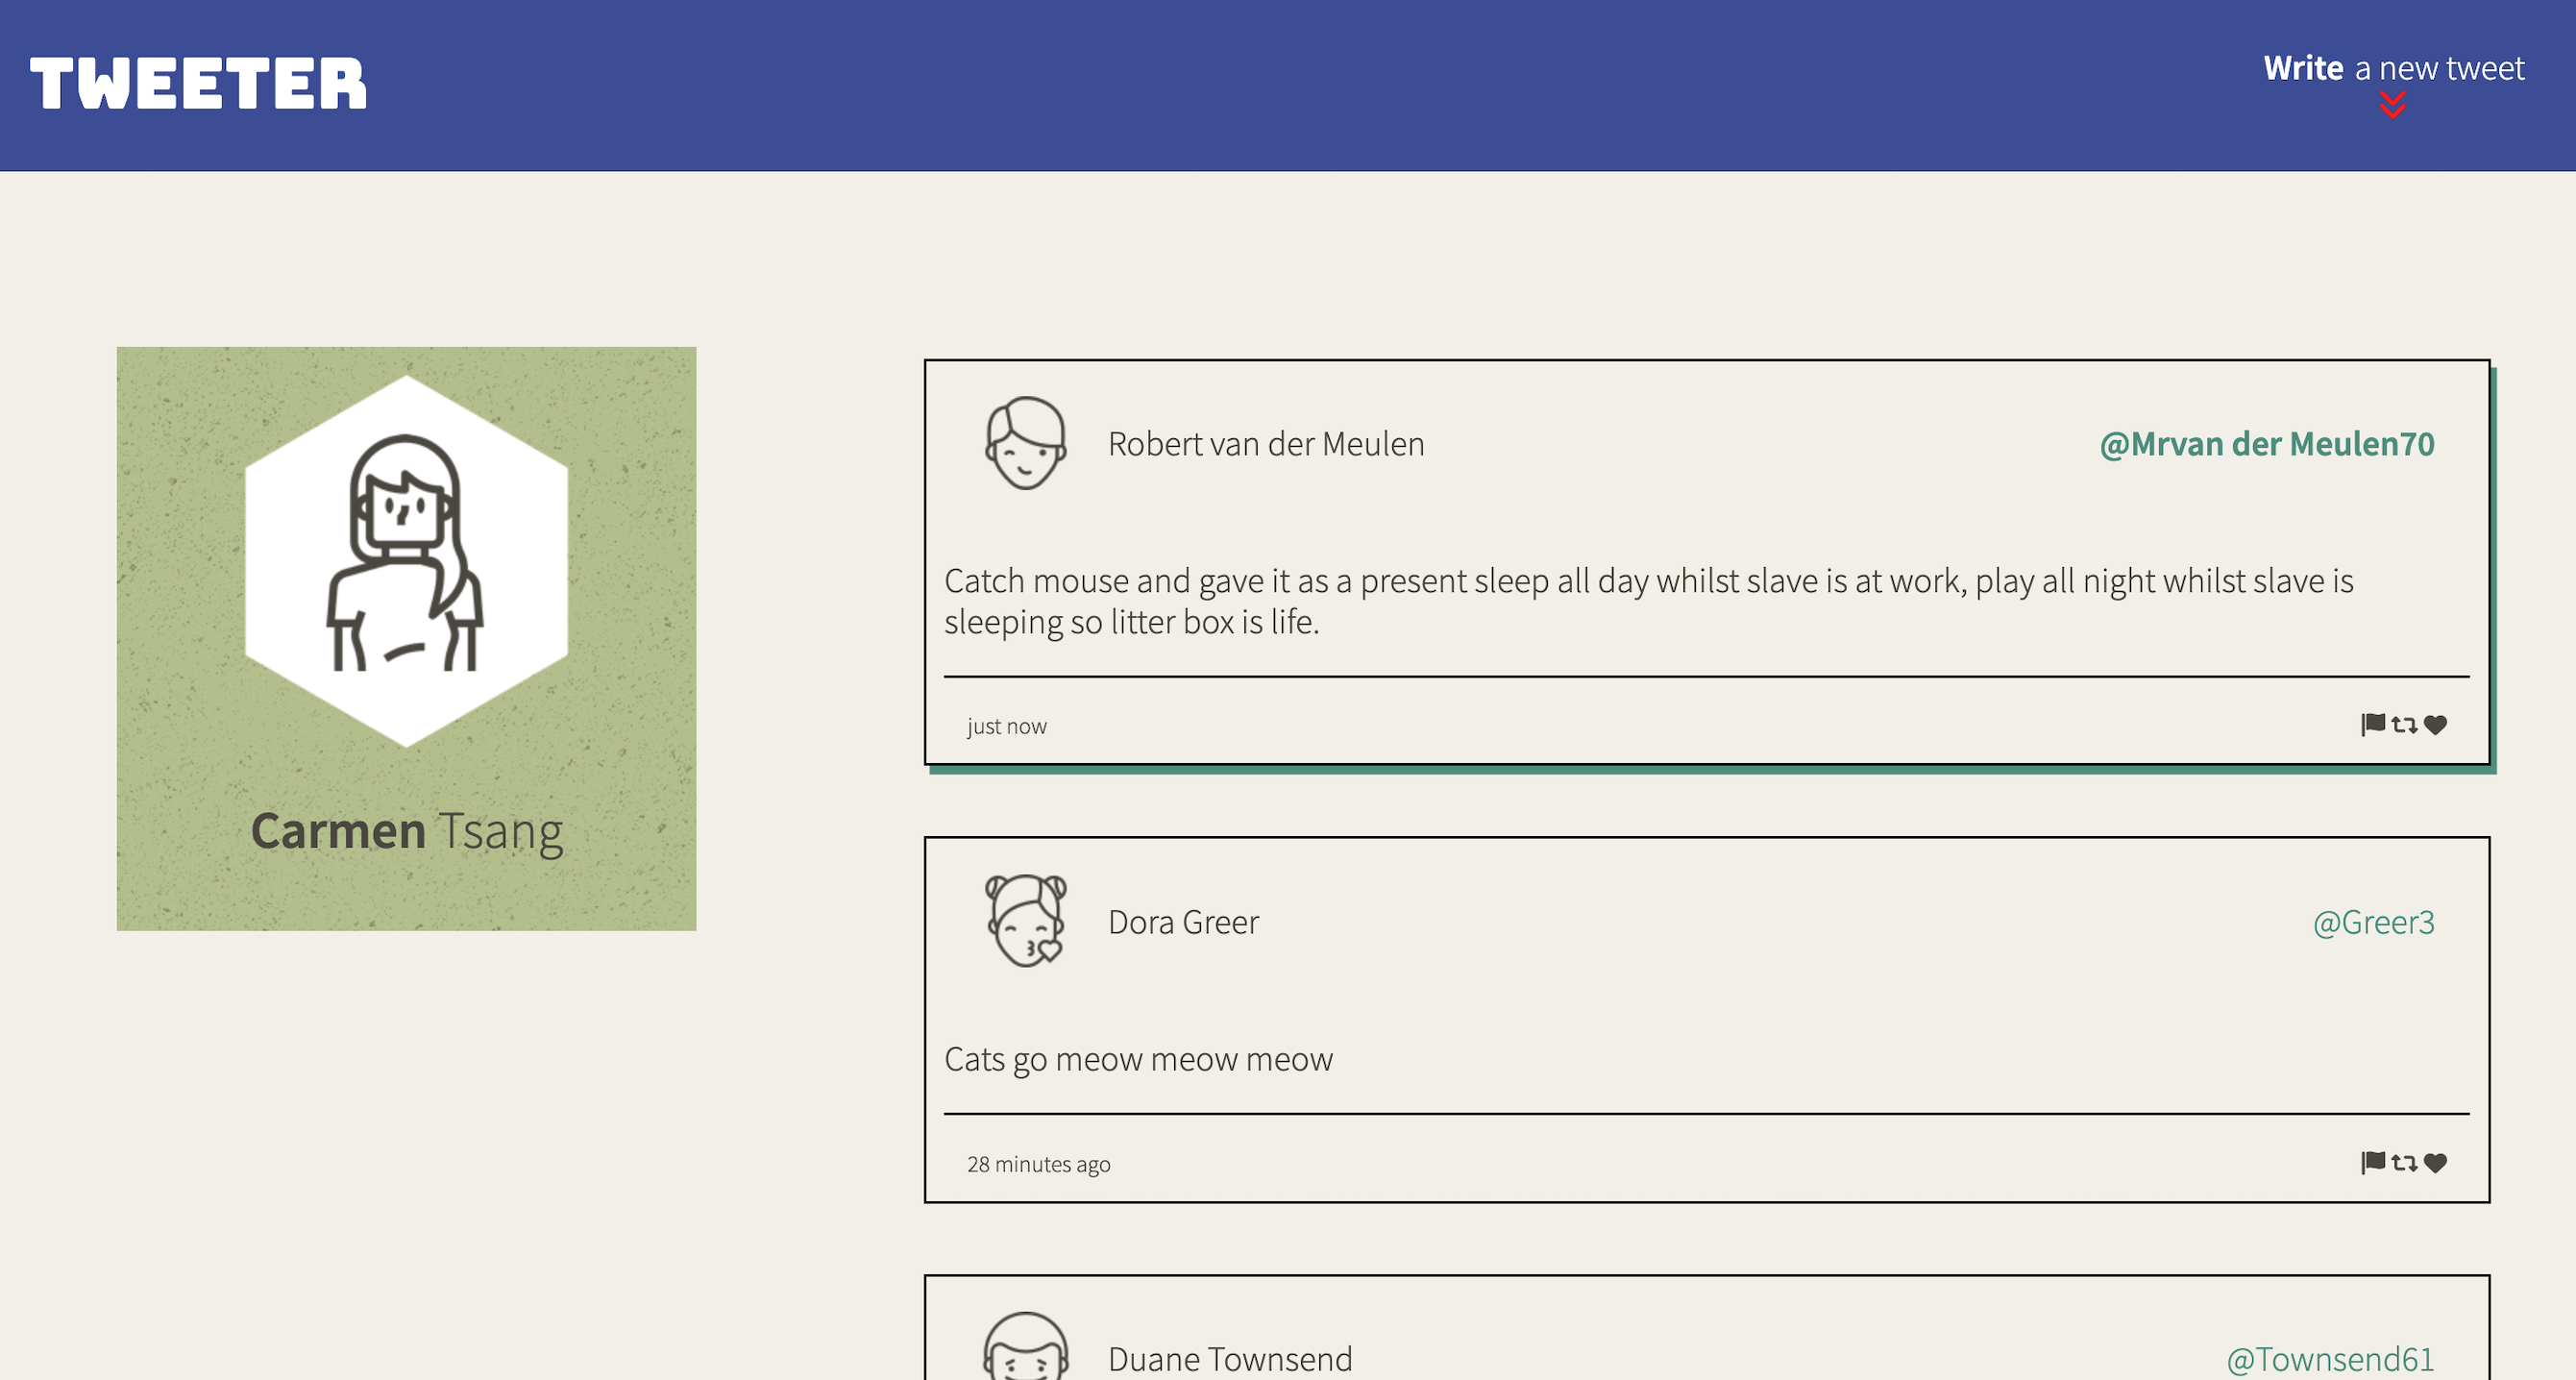 TWEETER
Write a new tweet
Carmen Tsang
Robert van der Meulen
@Mrvan der Meulen70
Catch mouse and gave it as a present sleep all day whilst slave is at work, play all night whilst slave is
sleeping so litter box is life.
just now
Dora Greer
@Greer3
Cats go meow meow meow
28 minutes ago
Duane Townsend
@Townsend61